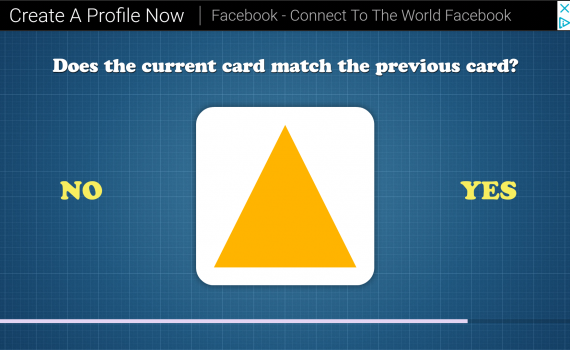 Create A Profile Now | Facebook - Connect To The World Facebook
Does the current card match the previous card?
NO
YES